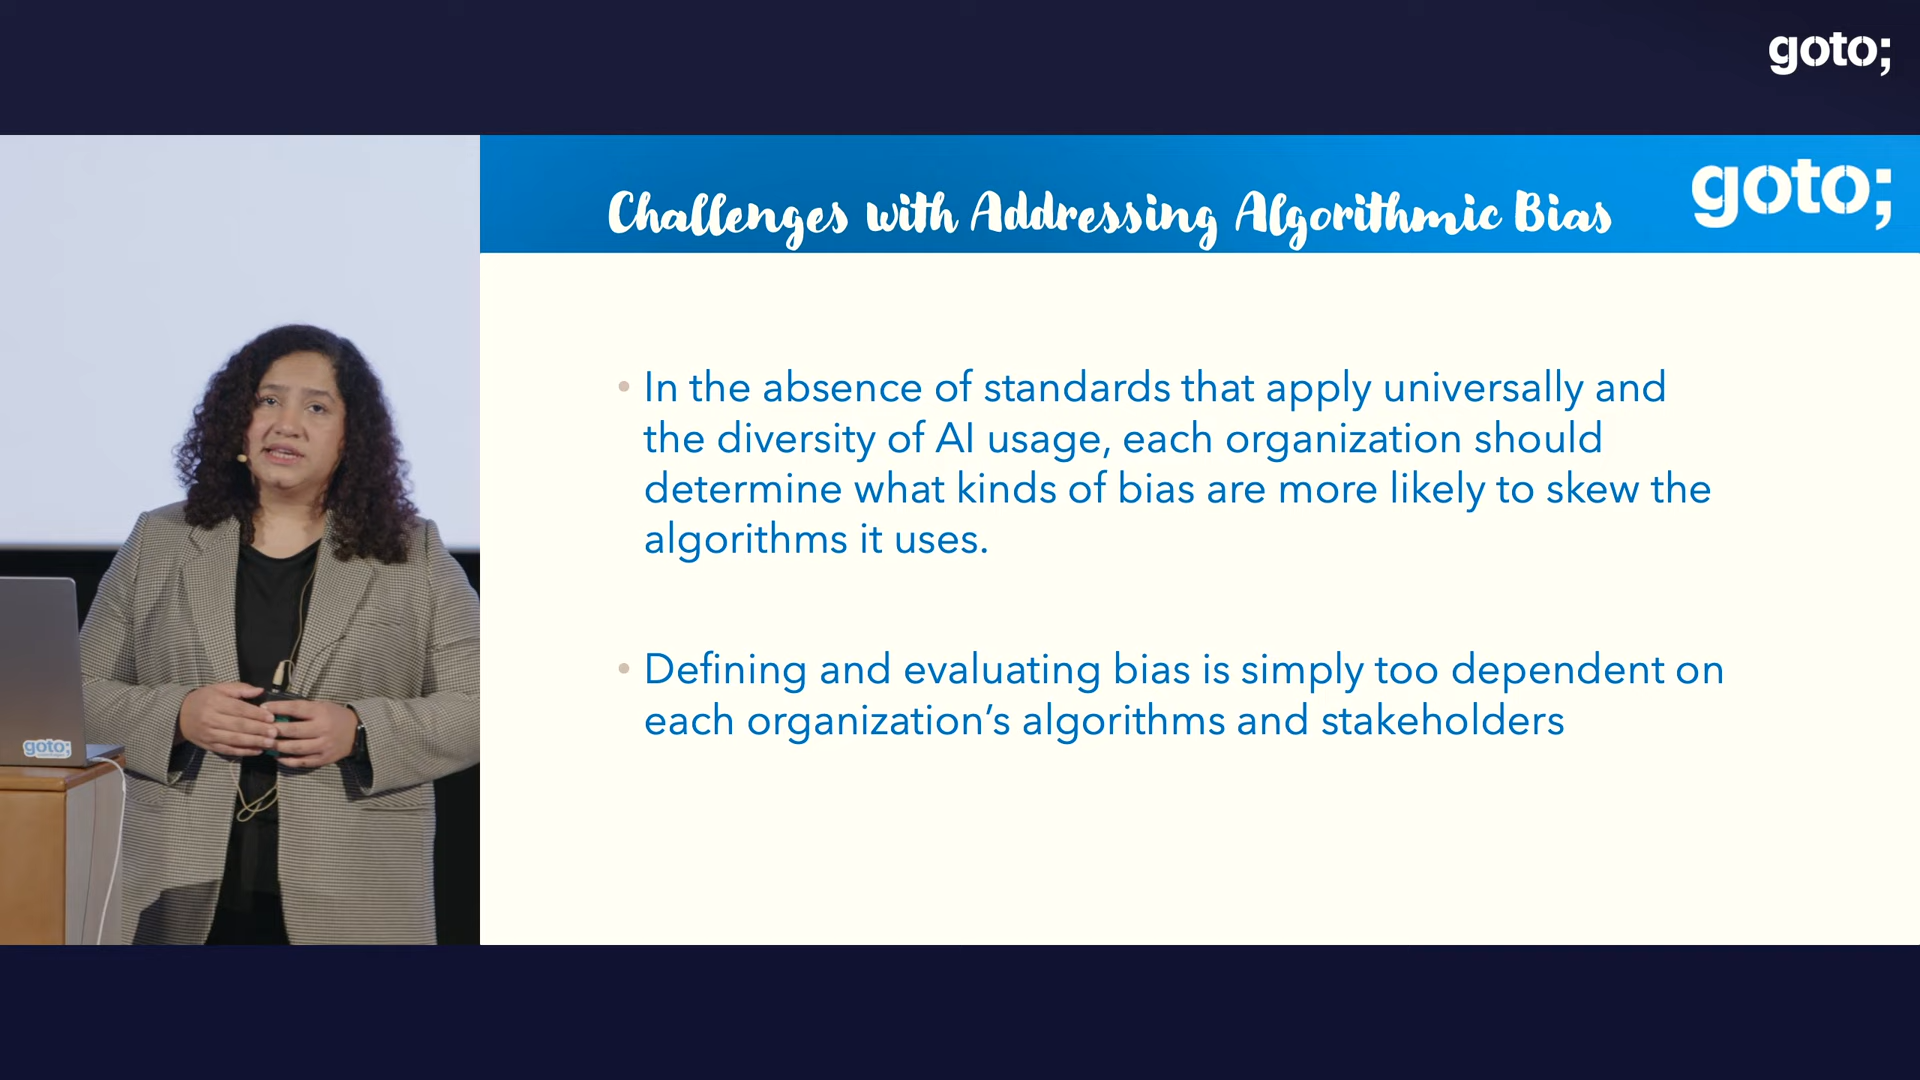 goto;
Challenges with Addressing Algorithmic Bias
goto;
• In the absence of standards that apply universally and
the diversity of AI usage, each organization should
determine what kinds of bias are more likely to skew the
algorithms it uses.
• Defining and evaluating bias is simply too dependent on
each organization’s algorithms and stakeholders
goto;